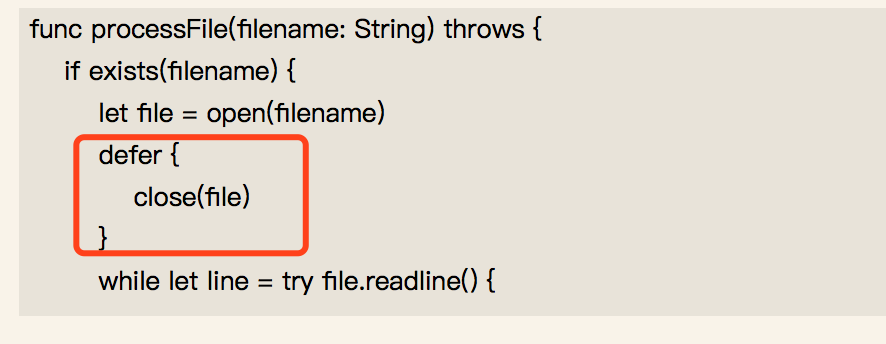 func processFile(filename: String) throws {
if exists(filename) {
let file = open(filename)
defer {
close(file)
}
while let line = try file.readline() {